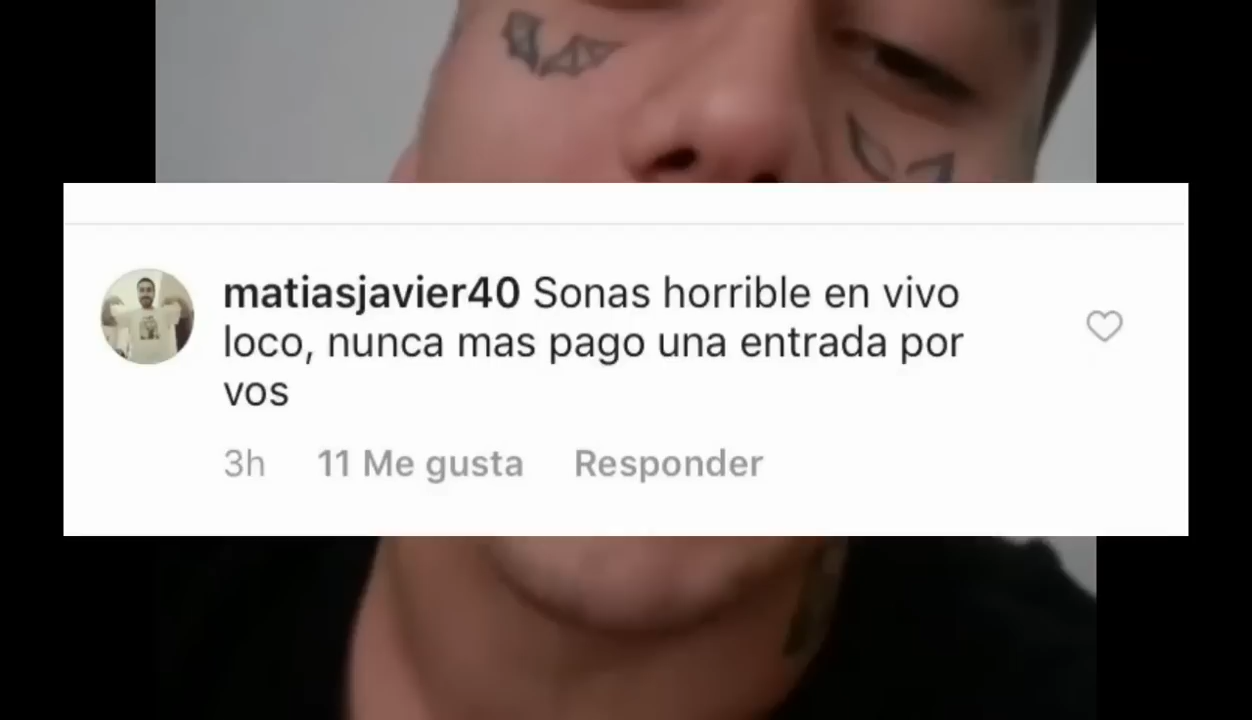 matiasjavier40 Sonas horrible en vivo
loco, nunca mas pago una entrada por
vos
3h 11 Me gusta Responder